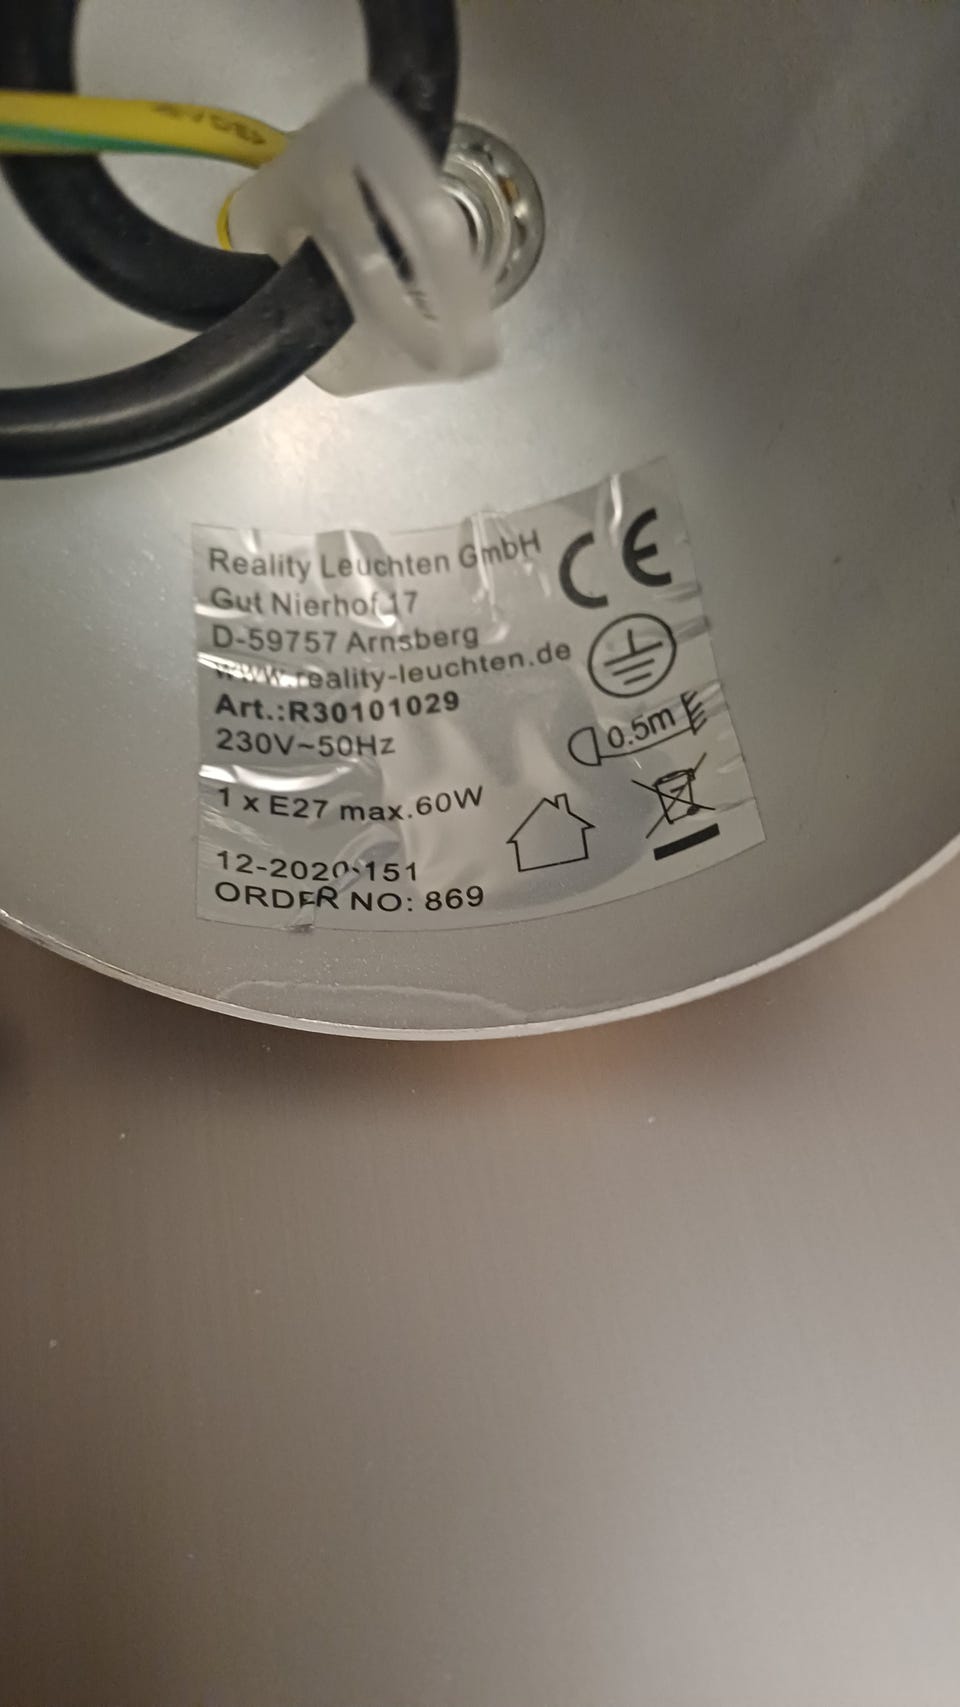 Reality Leuchten GmbH
Gut Nierhof 17
D-59757 Arnsberg
www.reality-leuchten.de
Art.:R30101029
230V~50Hz
1 x E27 max.60W
12-2020 151
ORDER NO: 869
CE
0.5m